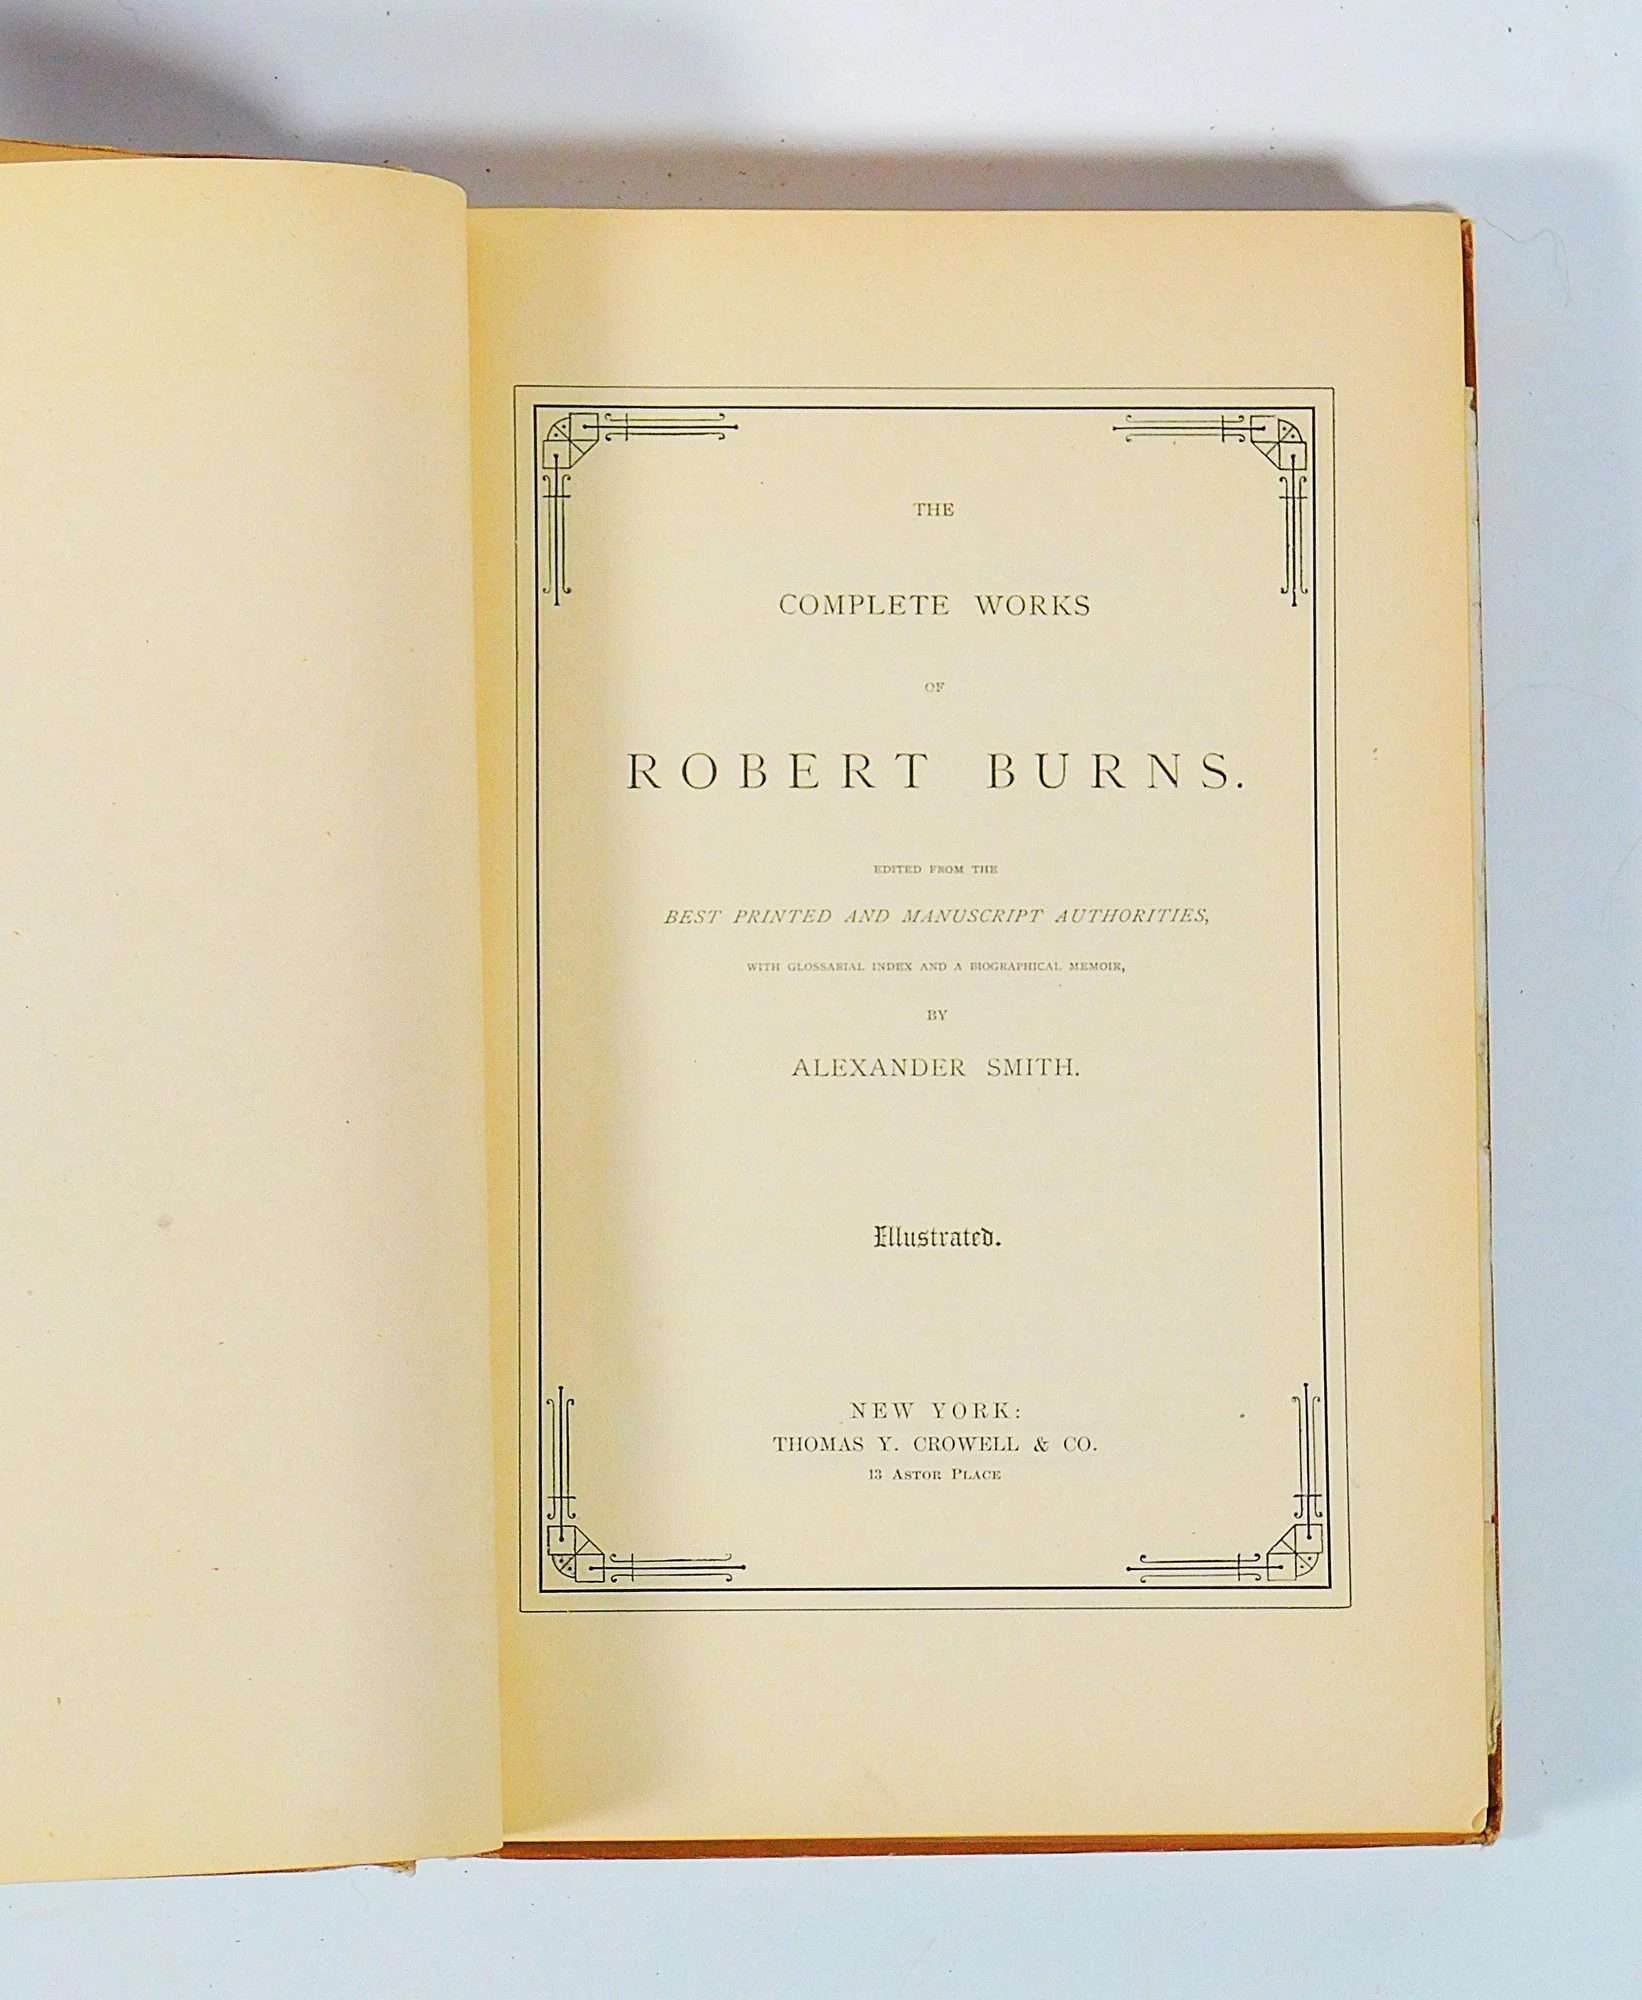 THE
COMPLETE WORKS
OF
ROBERT BURNS.
EDITED FROM THE
BEST PRINTED AND MANUSCRIPT AUTHORITIES,
WITH GLOSSARIAL INDEX AND A BIOGRAPHICAL MEMOIR,
BY
ALEXANDER SMITH.
Illustrated.
NEW YORK:
THOMAS Y. CROWELL & CO.
13 ASTOR PLACE